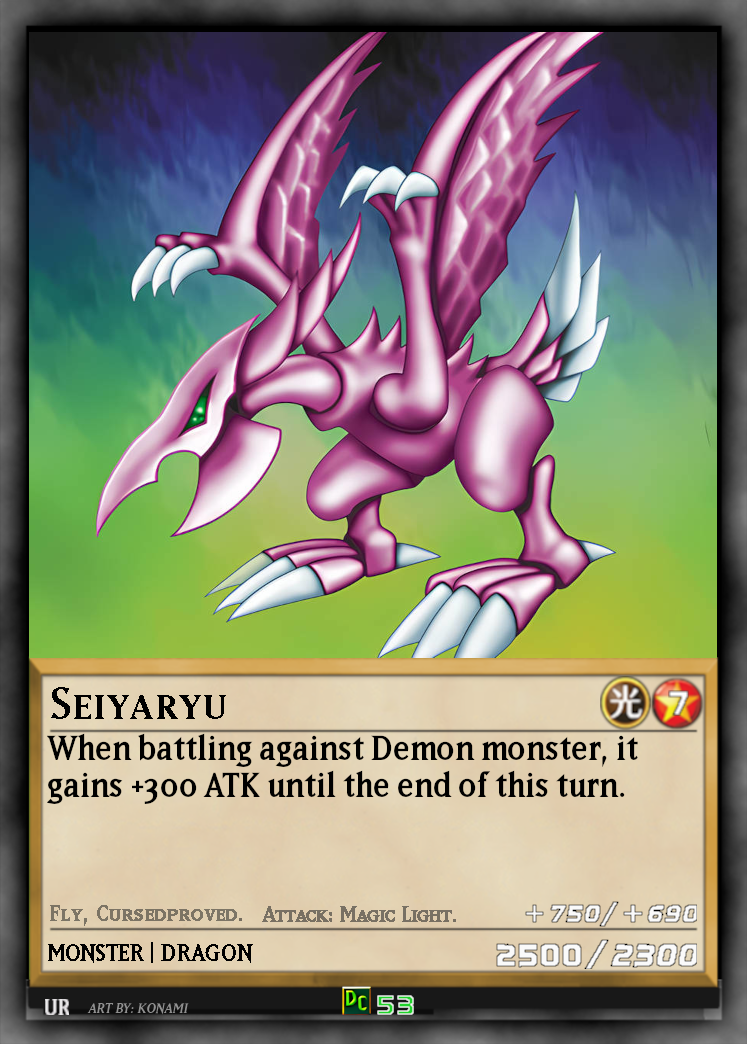 SEIYARYU 光 7
When battling against Demon monster, it
gains +300 ATK until the end of this turn.
FLY, CURSEDPROVED. ATTACK: MAGIC LIGHT. +750/+690
MONSTER | DRAGON 2500/2300
UR ART BY: KONAMI DC 53